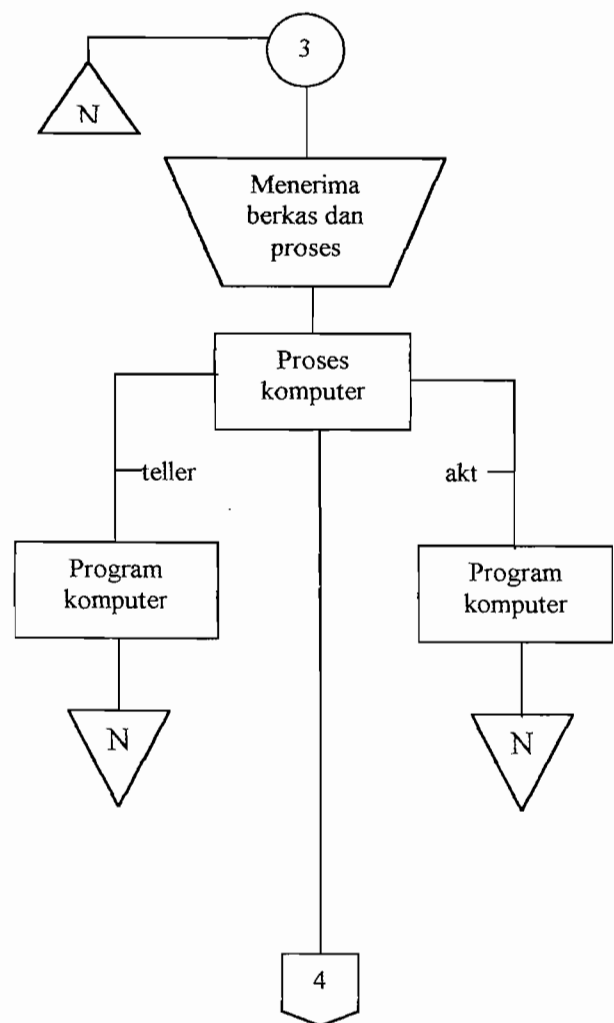 3
N
Menerima
berkas dan
proses
Proses
komputer
teller
akt
Program
komputer
Program
komputer
N
N
4